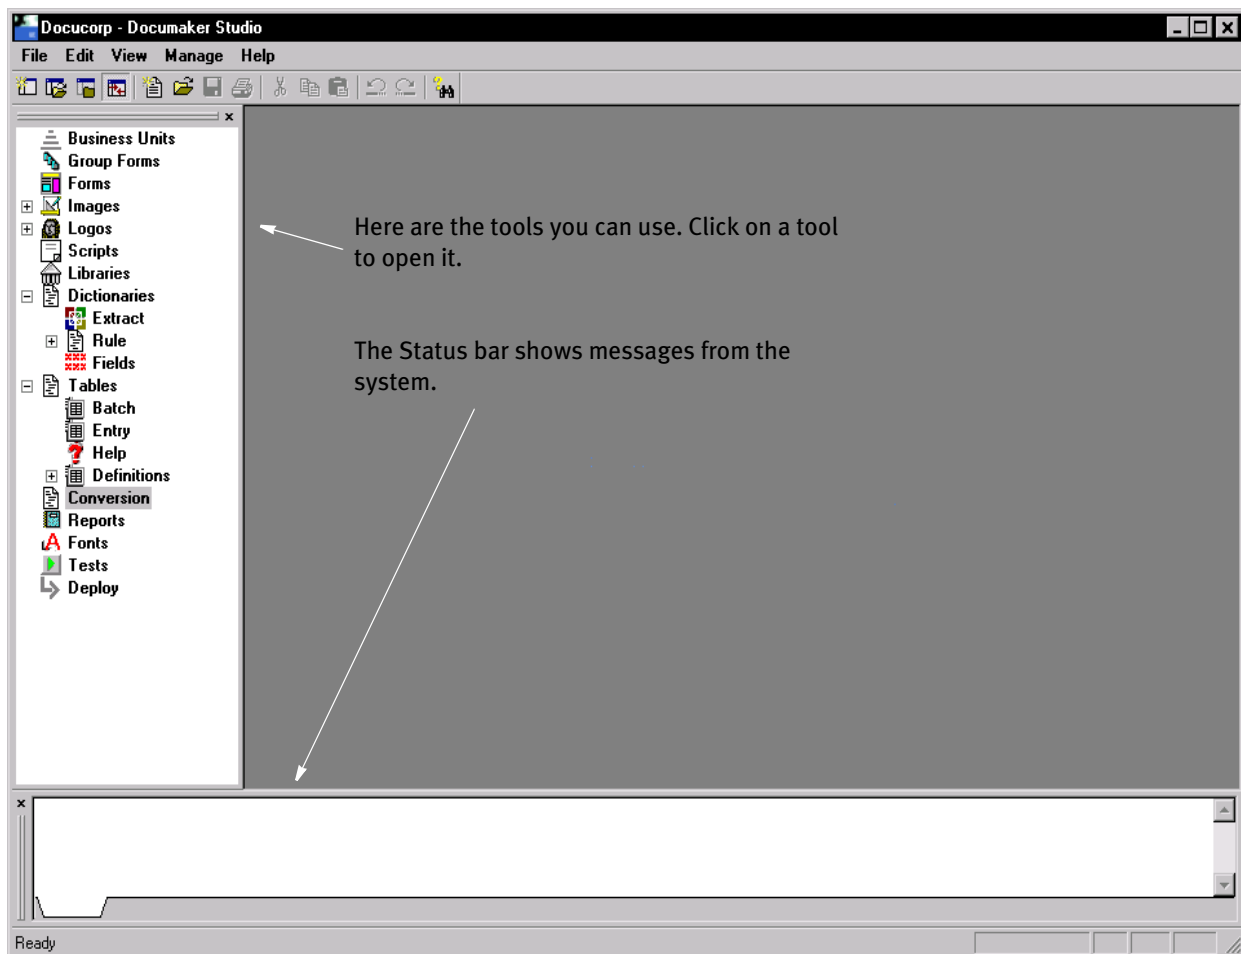 Docucorp - Documaker Studio
File Edit View Manage Help
Business Units
Group Forms
Forms
Images
Logos
Scripts
Libraries
Dictionaries
Extract
Rule
Fields
Tables
Batch
Entry
Help
Definitions
Conversion
Reports
Fonts
Tests
Deploy
Here are the tools you can use. Click on a tool
to open it.
The Status bar shows messages from the
system.
Ready